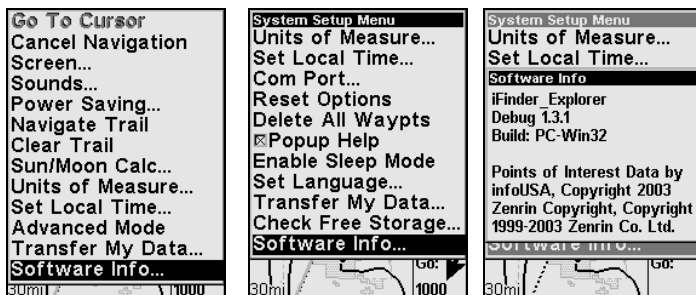 Go To Cursor
Cancel Navigation
Screen...
Sounds...
Power Saving...
Navigate Trail
Clear Trail
Sun/Moon Calc...
Units of Measure...
Set Local Time...
Advanced Mode
Transfer My Data...
Software Info...
30mi
1000
System Setup Menu
Units of Measure...
Set Local Time...
Com Port...
Reset Options
Delete All Waypts
Popup Help
Enable Sleep Mode
Set Language...
Transfer My Data...
Check Free Storage...
Software Info...
Go:
30mi
1000
System Setup Menu
Units of Measure...
Set Local Time...
Software Info
iFinder_Explorer
Debug 1.3.1
Build: PC-Win32
Points of Interest Data by
infoUSA, Copyright 2003
Zenrin Copyright, Copyright
1999-2003 Zenrin Co. Ltd.
Software Info...
Go:
30mi